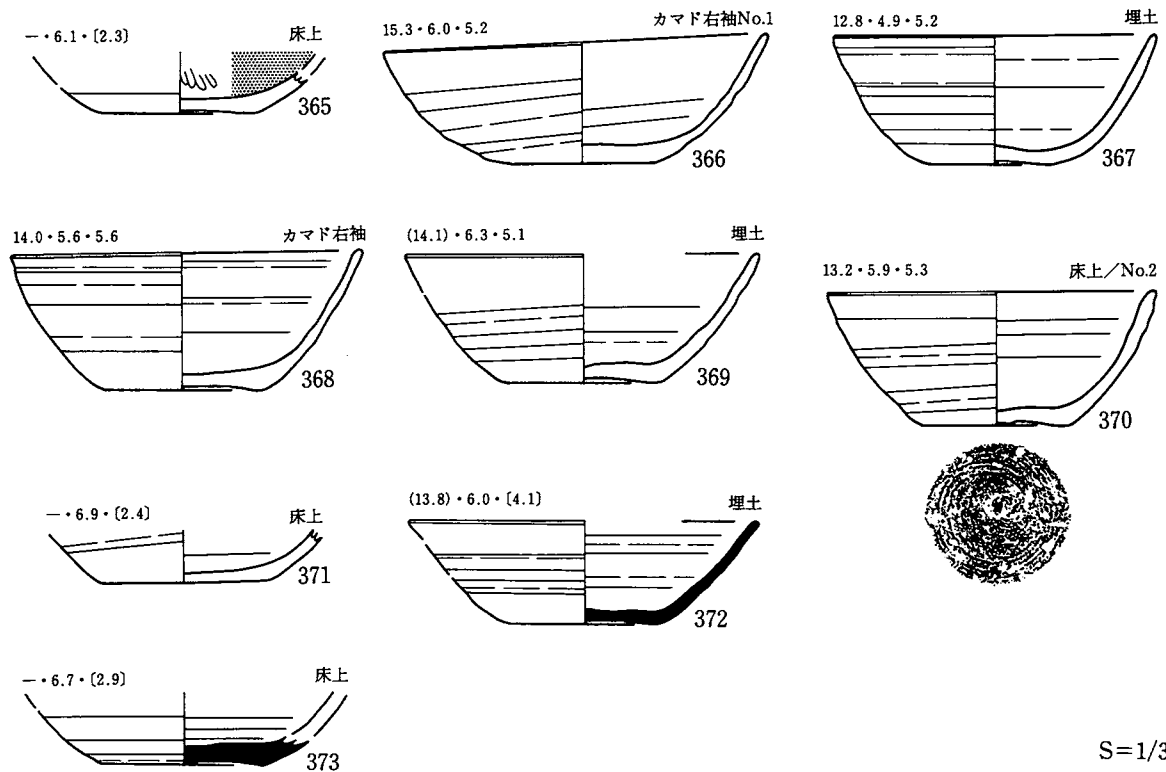 一・6.1・〔2.3〕 床上
365
15.3・6.0・5.2 カマド右袖No.1
366
12.8・4.9・5.2 埋土
367
14.0・5.6・5.6 カマド右袖
368
(14.1)・6.3・5.1 埋土
369
13.2・5.9・5.3 床上／No.2
370
一・6.9・〔2.4〕 床上
371
(13.8)・6.0・〔4.1〕 埋土
372
一・6.7・〔2.9〕 床上
373
S=1/3